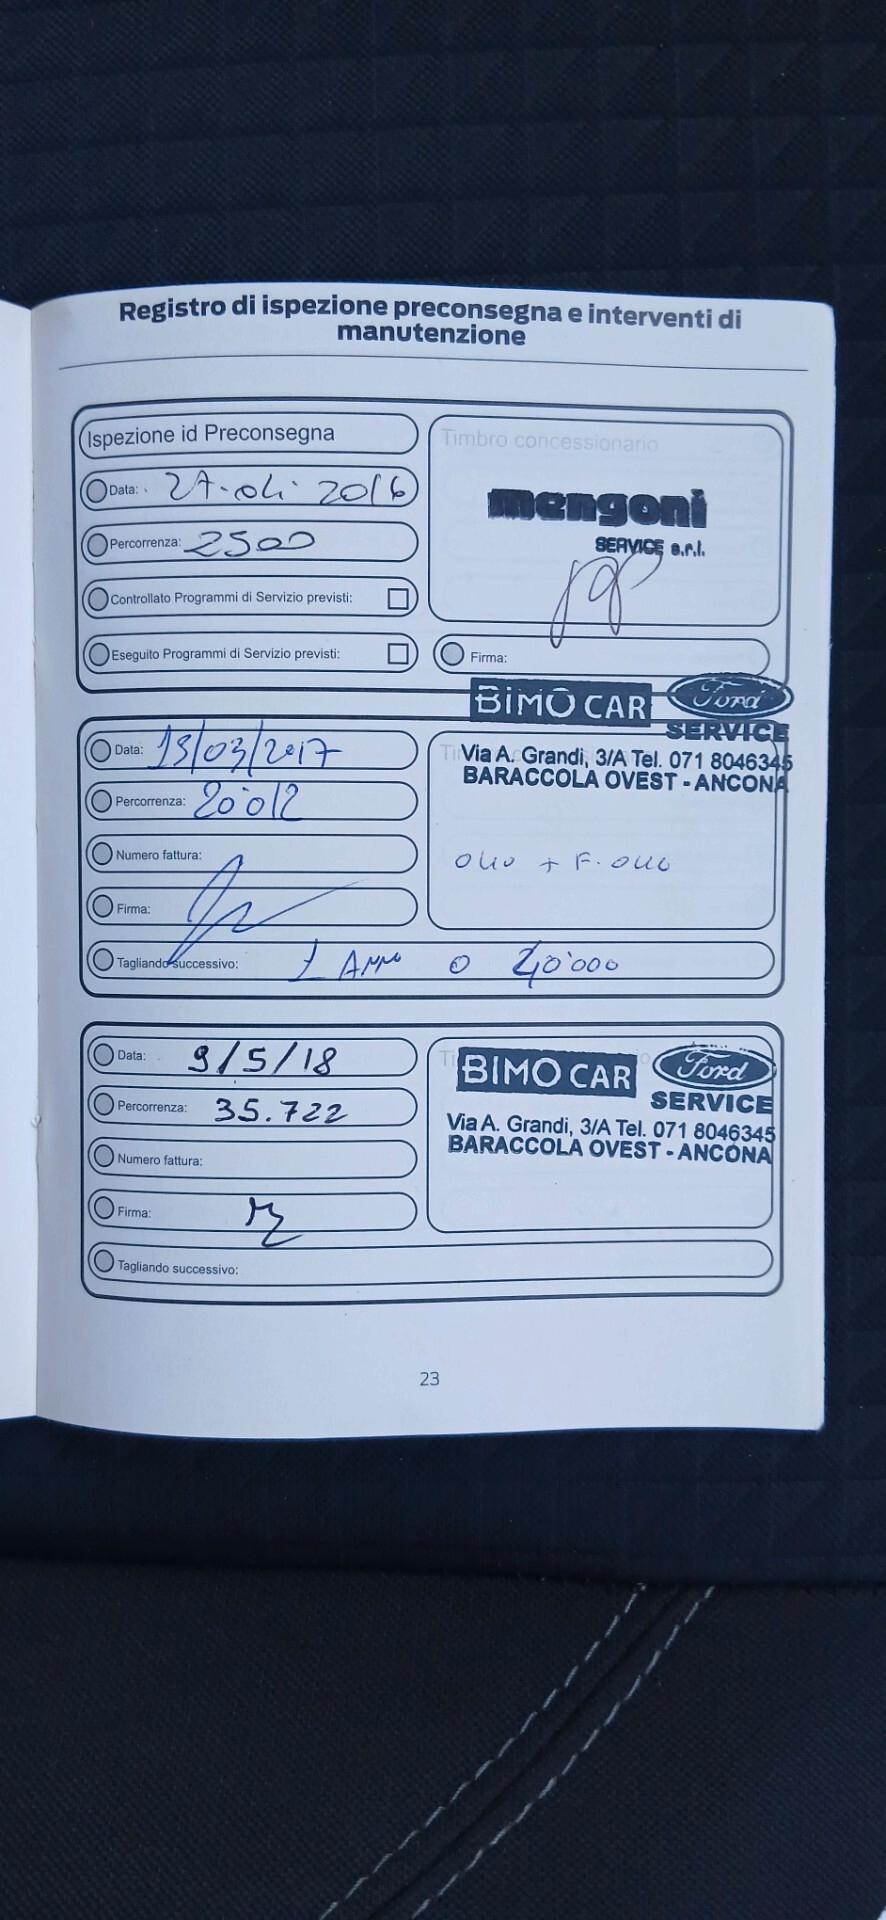 Registro di ispezione preconsegna e interventi di
manutenzione
Ispezione id Preconsegna
Timbro concessionario
Data: 2016
mengoni
SERVICE s.r.l.
Percorrenza: 2500
Controllato Programmi di Servizio previsti:
Eseguito Programmi di Servizio previsti:
Firma:
BIMO CAR Ford
SERVICE
Via A. Grandi, 3/A Tel. 071 8046345
BARACCOLA OVEST - ANCONA
Data: 13/03/2017
Percorrenza: 20'012
Numero fattura:
OLIO + F. OLIO
Firma:
Tagliando successivo: 1 ANNO O 40'000
Data: 9/5/18
BIMO CAR Ford
SERVICE
Via A. Grandi, 3/A Tel. 071 8046345
BARACCOLA OVEST - ANCONA
Percorrenza: 35.722
Numero fattura:
Firma:
Tagliando successivo:
23